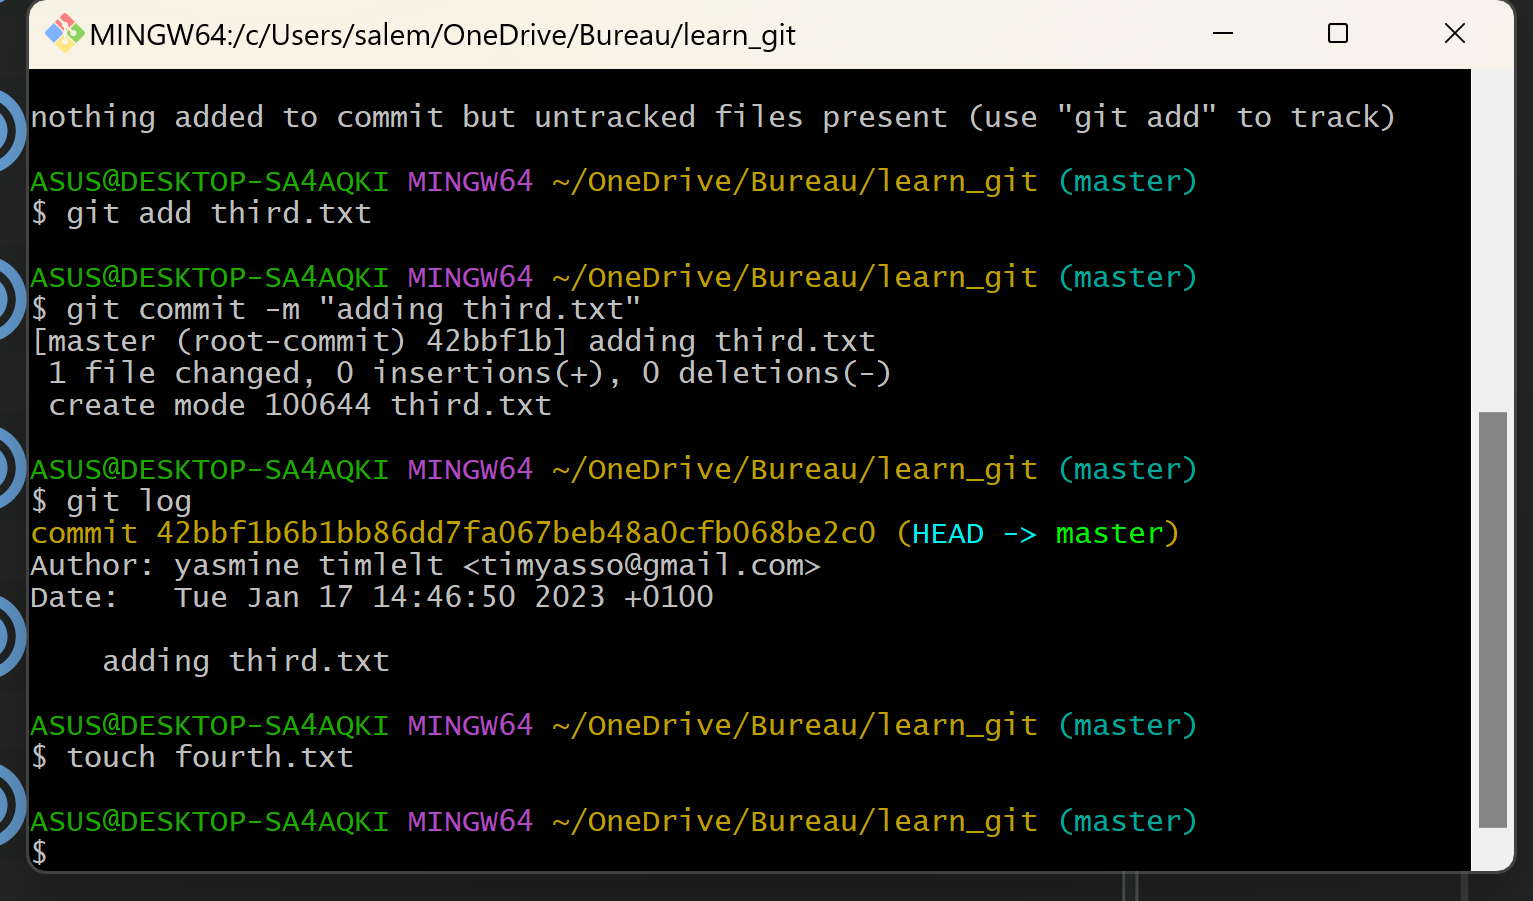 MINGW64:/c/Users/salem/OneDrive/Bureau/learn_git
nothing added to commit but untracked files present (use "git add" to track)
ASUS@DESKTOP-SA4AQKI MINGW64 ~/OneDrive/Bureau/learn_git (master)
$ git add third.txt
ASUS@DESKTOP-SA4AQKI MINGW64 ~/OneDrive/Bureau/learn_git (master)
$ git commit -m "adding third.txt"
[master (root-commit) 42bbf1b] adding third.txt
 1 file changed, 0 insertions(+), 0 deletions(-)
 create mode 100644 third.txt
ASUS@DESKTOP-SA4AQKI MINGW64 ~/OneDrive/Bureau/learn_git (master)
$ git log
commit 42bbf1b6b1bb86dd7fa067beb48a0cfb068be2c0 (HEAD -> master)
Author: yasmine timlelt <timyasso@gmail.com>
Date:   Tue Jan 17 14:46:50 2023 +0100
    adding third.txt
ASUS@DESKTOP-SA4AQKI MINGW64 ~/OneDrive/Bureau/learn_git (master)
$ touch fourth.txt
ASUS@DESKTOP-SA4AQKI MINGW64 ~/OneDrive/Bureau/learn_git (master)
$